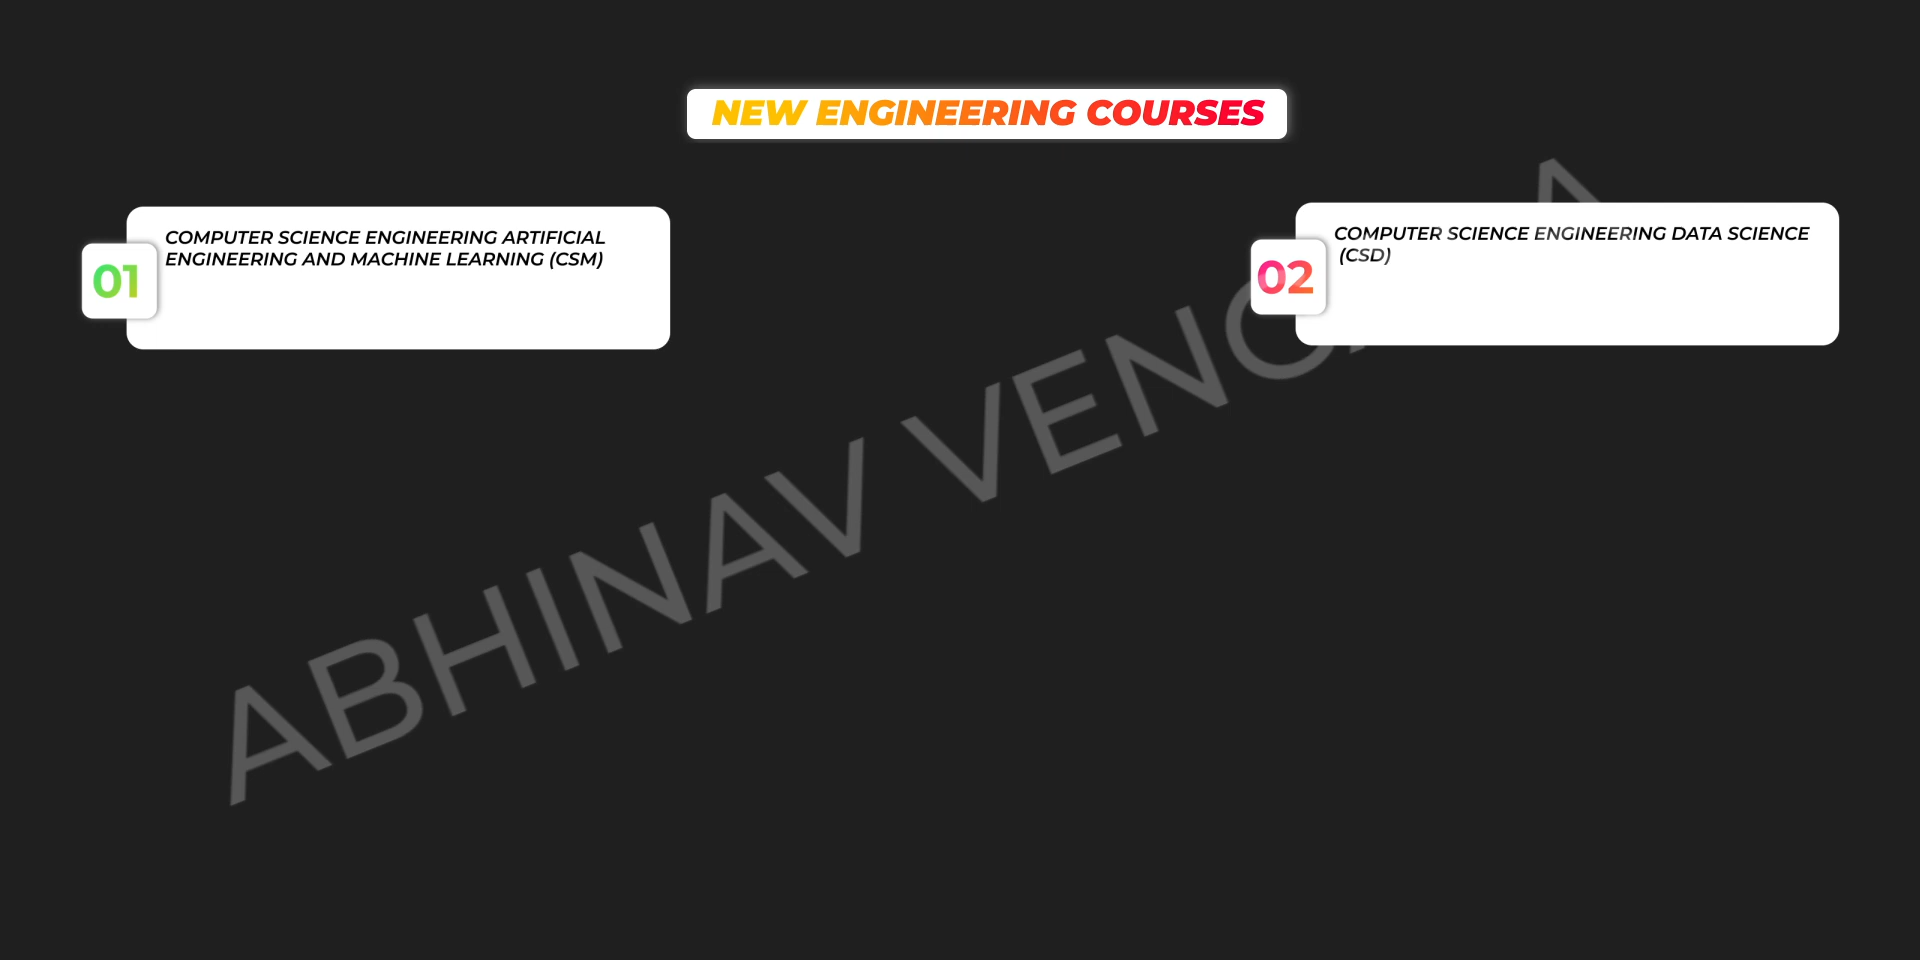 NEW ENGINEERING COURSES
01
COMPUTER SCIENCE ENGINEERING ARTIFICIAL
ENGINEERING AND MACHINE LEARNING (CSM)
02
COMPUTER SCIENCE ENGINEERING DATA SCIENCE
(CSD)
ABHINAV